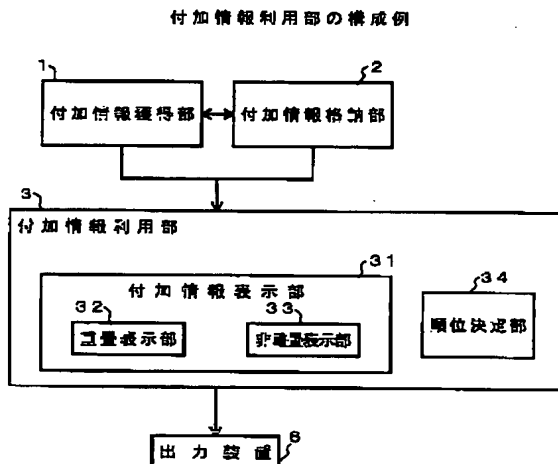 付加情報利用部の構成例
1
2
付加情報獲得部
付加情報格納部
3
付加情報利用部
31
付加情報表示部
32
33
34
重畳表示部
非重畳表示部
順位決定部
出力装置
6